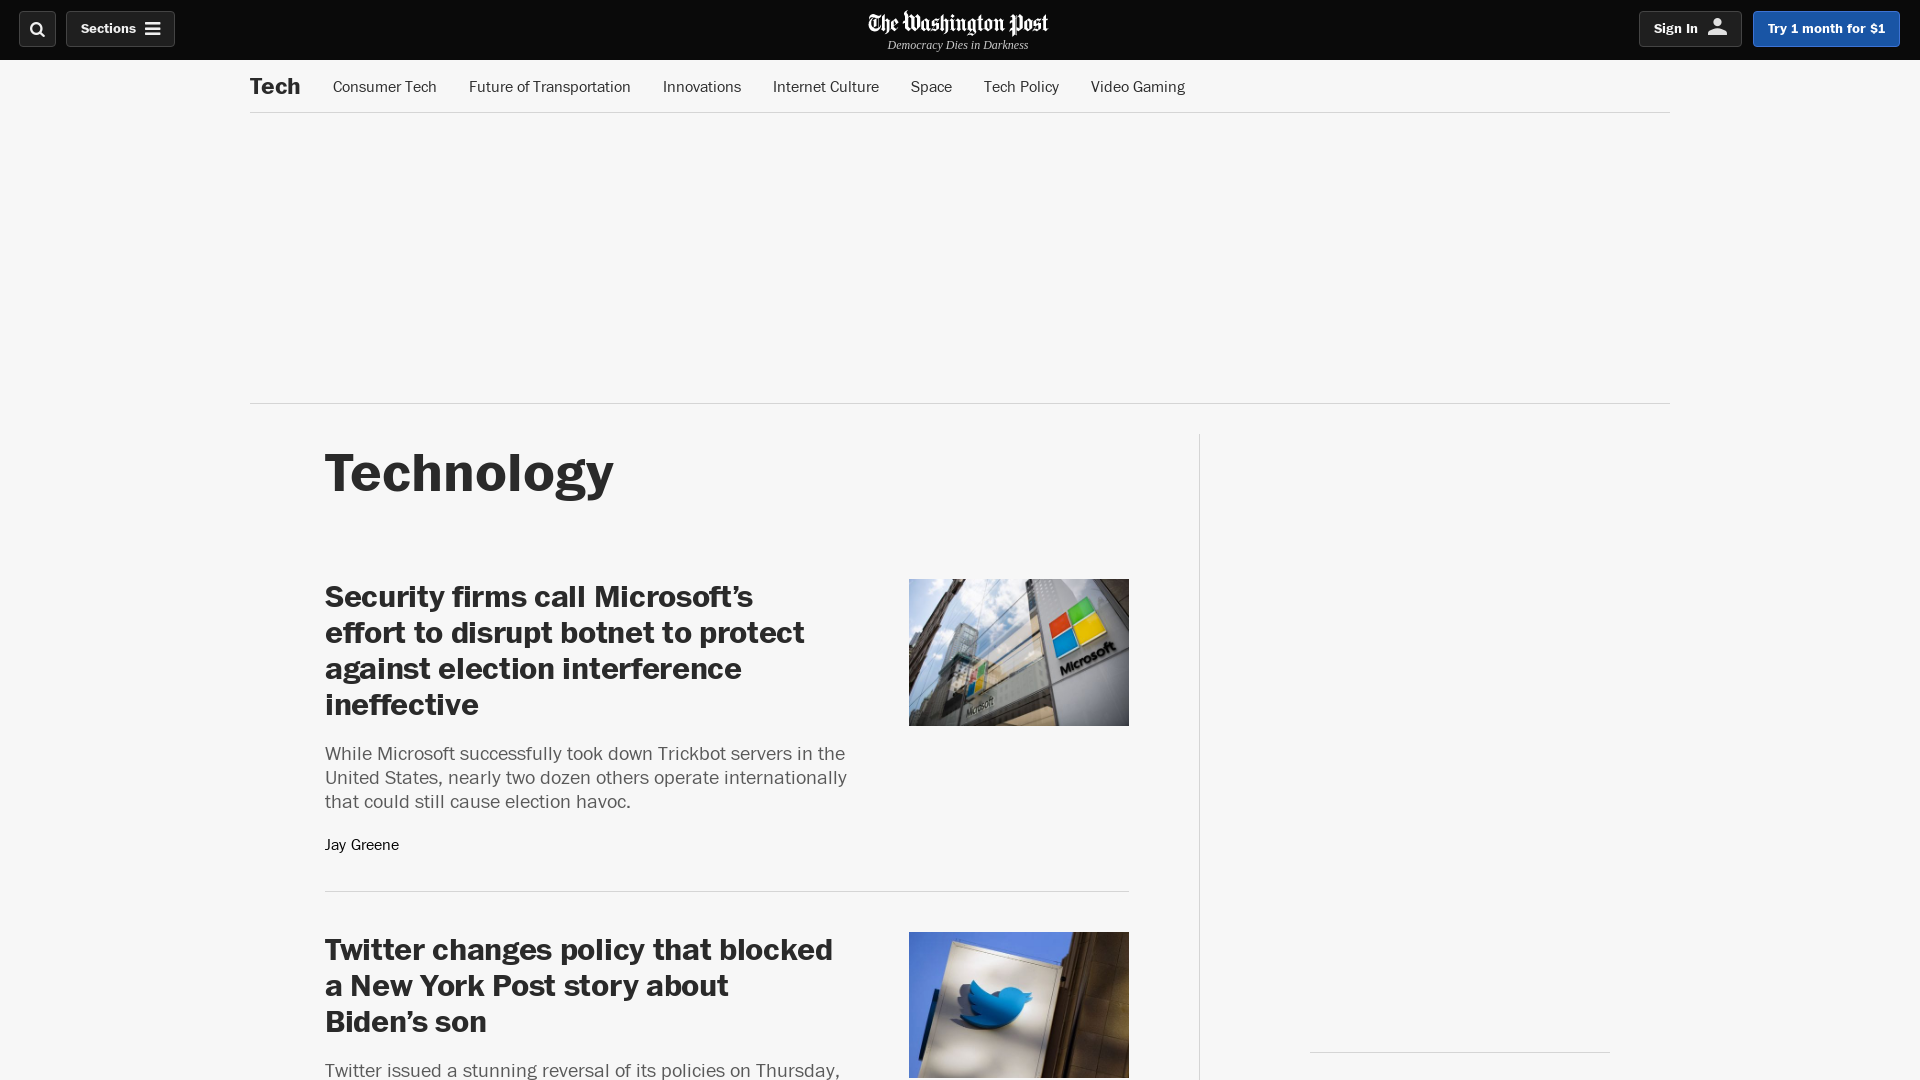 Sections
The Washington Post
Democracy Dies in Darkness
Sign In
Try 1 month for $1
Tech
Consumer Tech
Future of Transportation
Innovations
Internet Culture
Space
Tech Policy
Video Gaming
Technology
Security firms call Microsoft’s
effort to disrupt botnet to protect
against election interference
ineffective
Microsoft
Microsoft
While Microsoft successfully took down Trickbot servers in the
United States, nearly two dozen others operate internationally
that could still cause election havoc.
Jay Greene
Twitter changes policy that blocked
a New York Post story about
Biden’s son
Twitter issued a stunning reversal of its policies on Thursday,